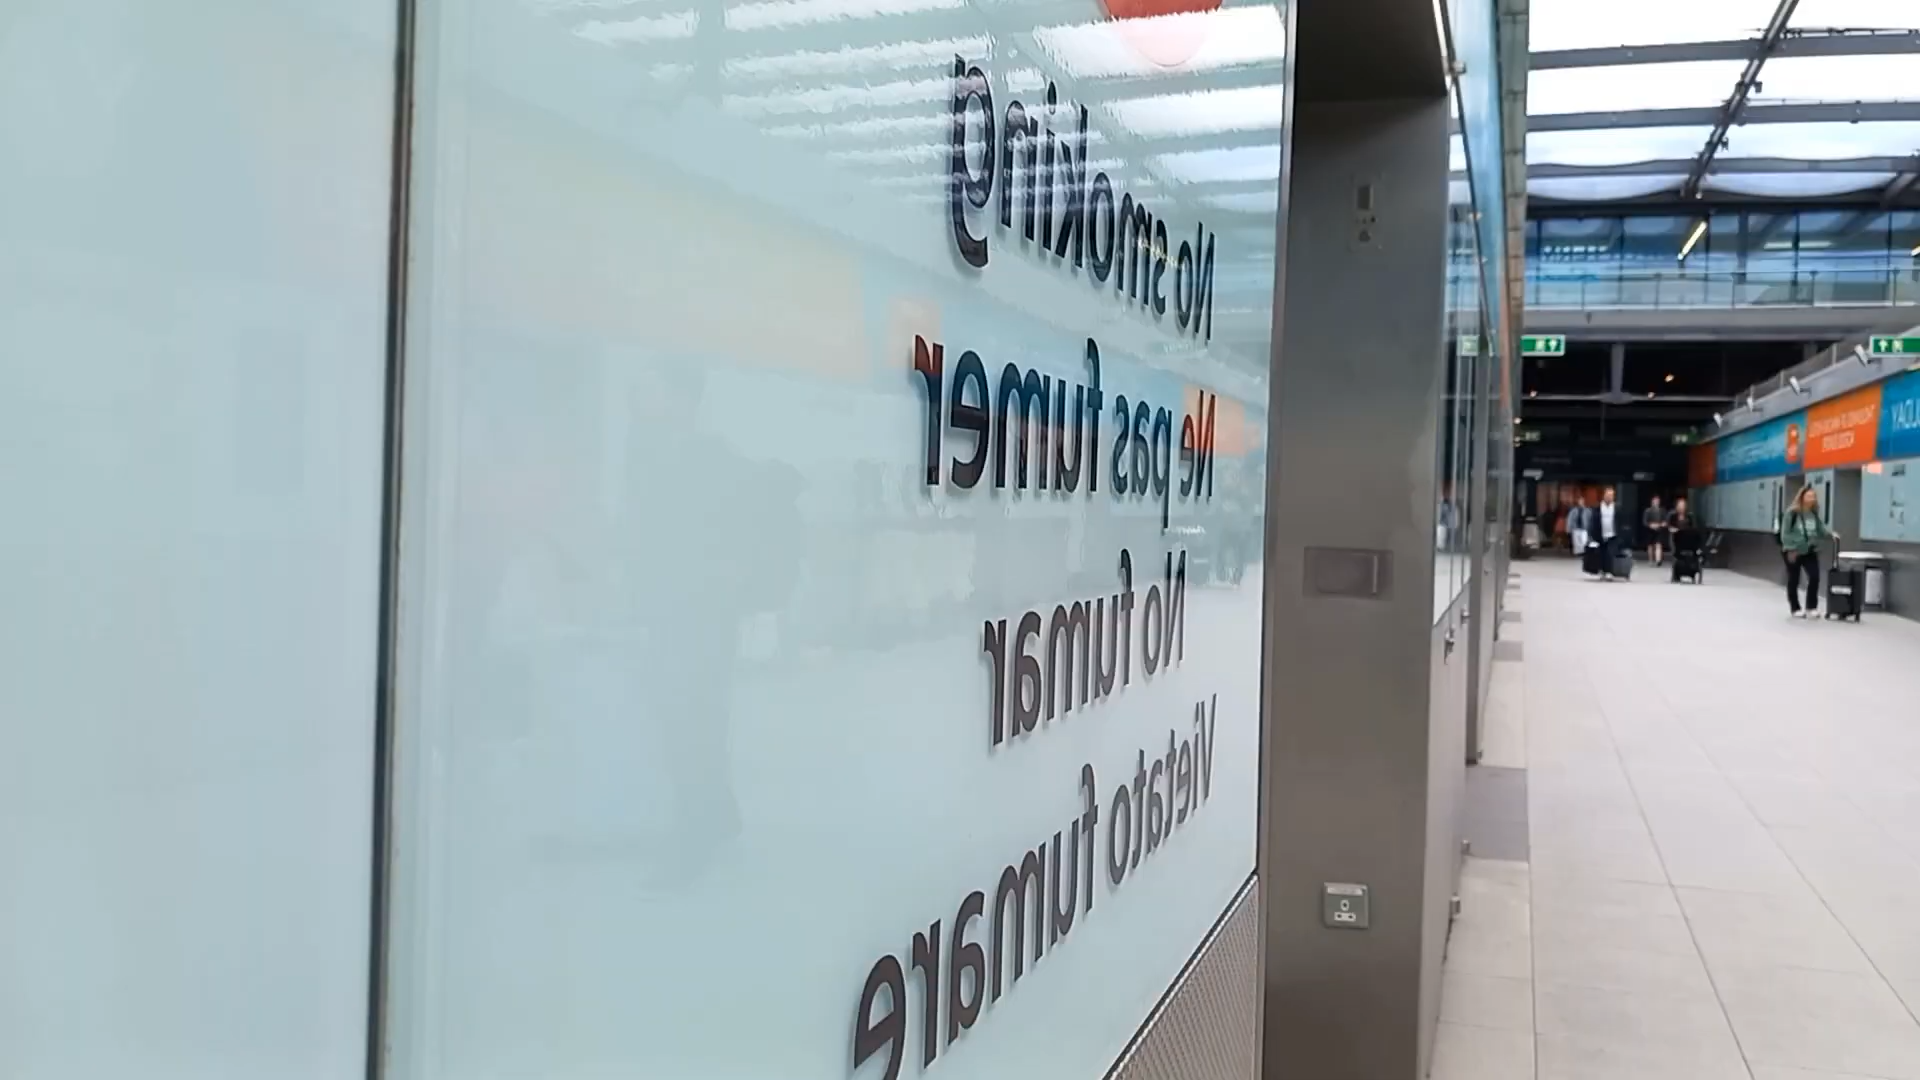 No smoking
Ne pas fumer
No fumar
Vietato fumare